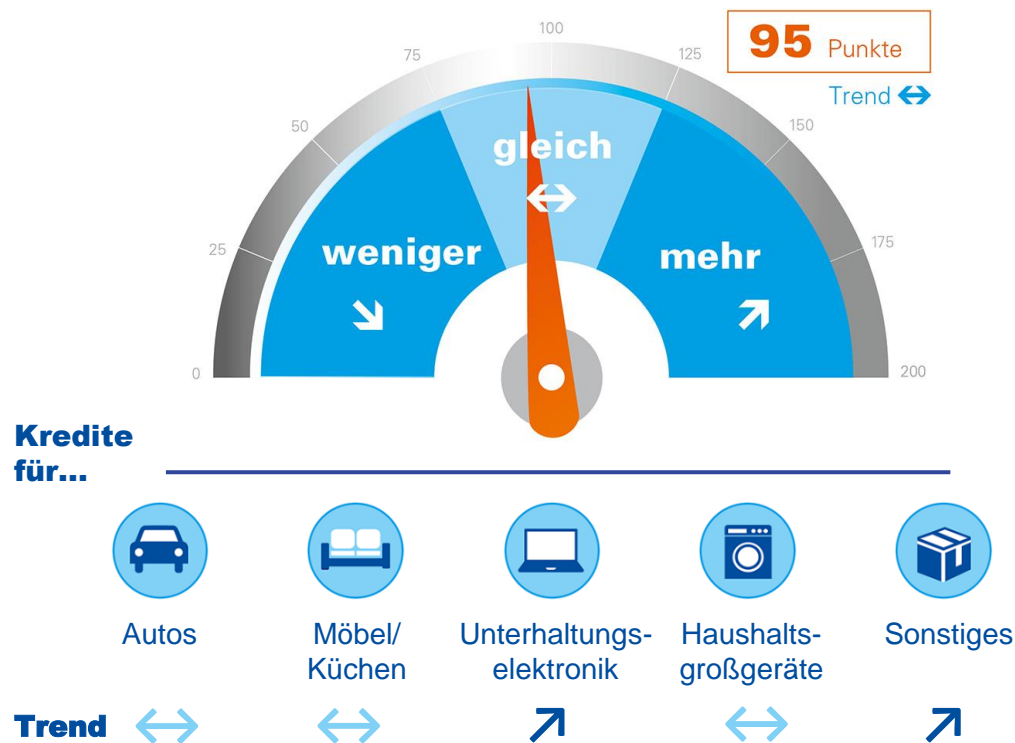 100
95 Punkte
75
125
Trend
50
150
gleich
25
weniger
mehr
175
0
200
Kredite
für...
Autos
Möbel/
Küchen
Unterhaltungs-
elektronik
Haushalts-
großgeräte
Sonstiges
Trend